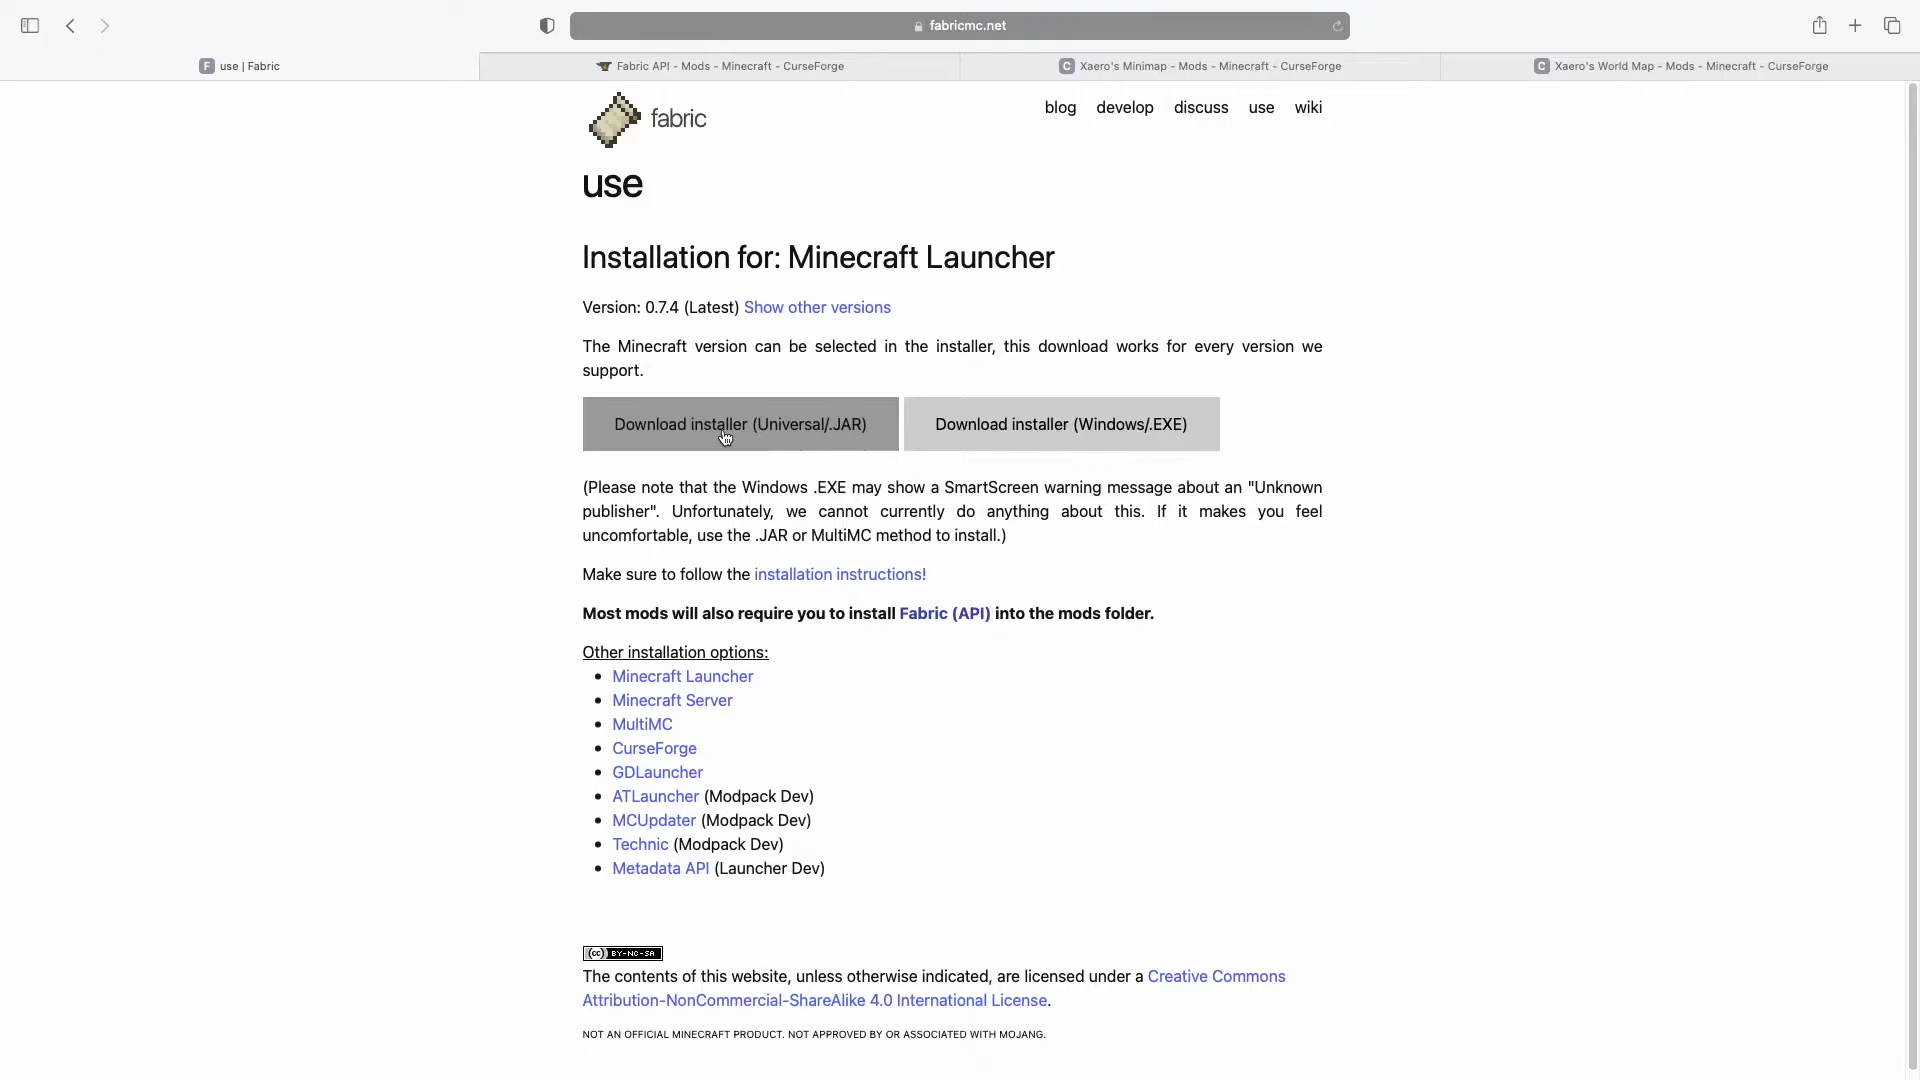 fabricmc.net
F use | Fabric
Fabric API - Mods - Minecraft - CurseForge
C Xaero's Minimap - Mods - Minecraft - CurseForge
C Xaero's World Map - Mods - Minecraft - CurseForge
fabric
blog develop discuss use wiki
use
Installation for: Minecraft Launcher
Version: 0.7.4 (Latest) Show other versions
The Minecraft version can be selected in the installer, this download works for every version we
support.
Download installer (Universal/.JAR) Download installer (Windows/.EXE)
(Please note that the Windows .EXE may show a SmartScreen warning message about an "Unknown
publisher". Unfortunately, we cannot currently do anything about this. If it makes you feel
uncomfortable, use the .JAR or MultiMC method to install.)
Make sure to follow the installation instructions!
Most mods will also require you to install Fabric (API) into the mods folder.
Other installation options:
• Minecraft Launcher
• Minecraft Server
• MultiMC
• CurseForge
• GDLauncher
• ATLauncher (Modpack Dev)
• MCUpdater (Modpack Dev)
• Technic (Modpack Dev)
• Metadata API (Launcher Dev)
(cc) BY-NC-SA
The contents of this website, unless otherwise indicated, are licensed under a Creative Commons
Attribution-NonCommercial-ShareAlike 4.0 International License.
NOT AN OFFICIAL MINECRAFT PRODUCT. NOT APPROVED BY OR ASSOCIATED WITH MOJANG.